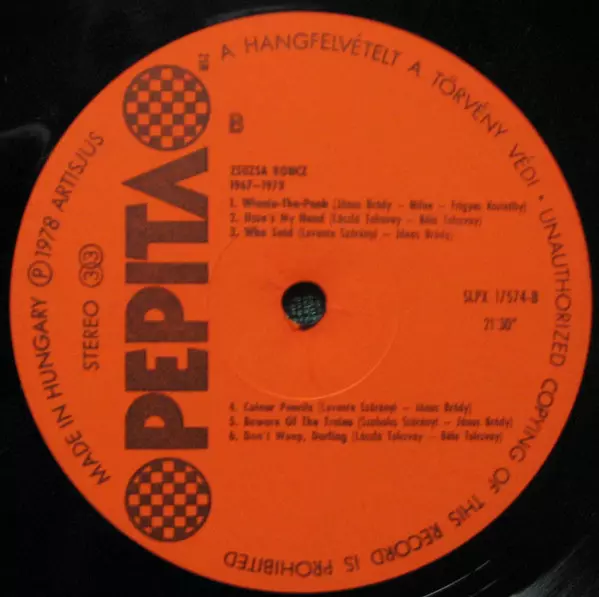 A HANGFELVÉTELT A TÖRVÉNY VÉDI • UNAUTHORIZED COPYING OF THIS RECORD IS PROHIBITED
MADE IN HUNGARY Ⓟ 1978 ARTISJUS
STEREO 33
PEPITA
MSZ
B
ZSUZSA KONCZ
1967–1978
1. Winnie-The-Pooh (János Bródy – Milne – Frigyes Karinthy)
2. Here's My Hand (László Tolcsvay – Béla Tolcsvay)
3. Who Said (Levente Szörényi – János Bródy)
SLPX 17574-B
21'30"
4. Colour Pencils (Levente Szörényi – János Bródy)
5. Beware Of The Trains (Szabolcs Szörényi – János Bródy)
6. Don't Weep, Darling (László Tolcsvay – Béla Tolcsvay)